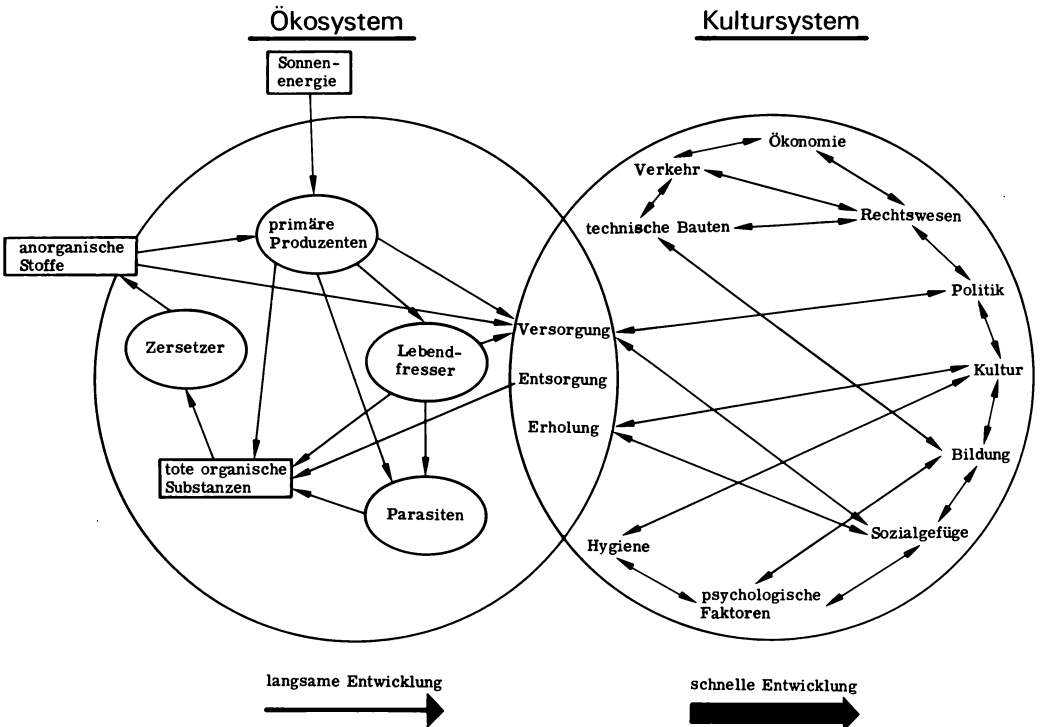 Ökosystem
Kultursystem
Sonnen-
energie
Ökonomie
Verkehr
primäre
Produzenten
Rechtswesen
technische Bauten
anorganische
Stoffe
Politik
Versorgung
Zersetzer
Lebend-
fresser
Kultur
Entsorgung
Erholung
Bildung
tote organische
Substanzen
Parasiten
Sozialgefüge
Hygiene
psychologische
Faktoren
langsame Entwicklung
schnelle Entwicklung